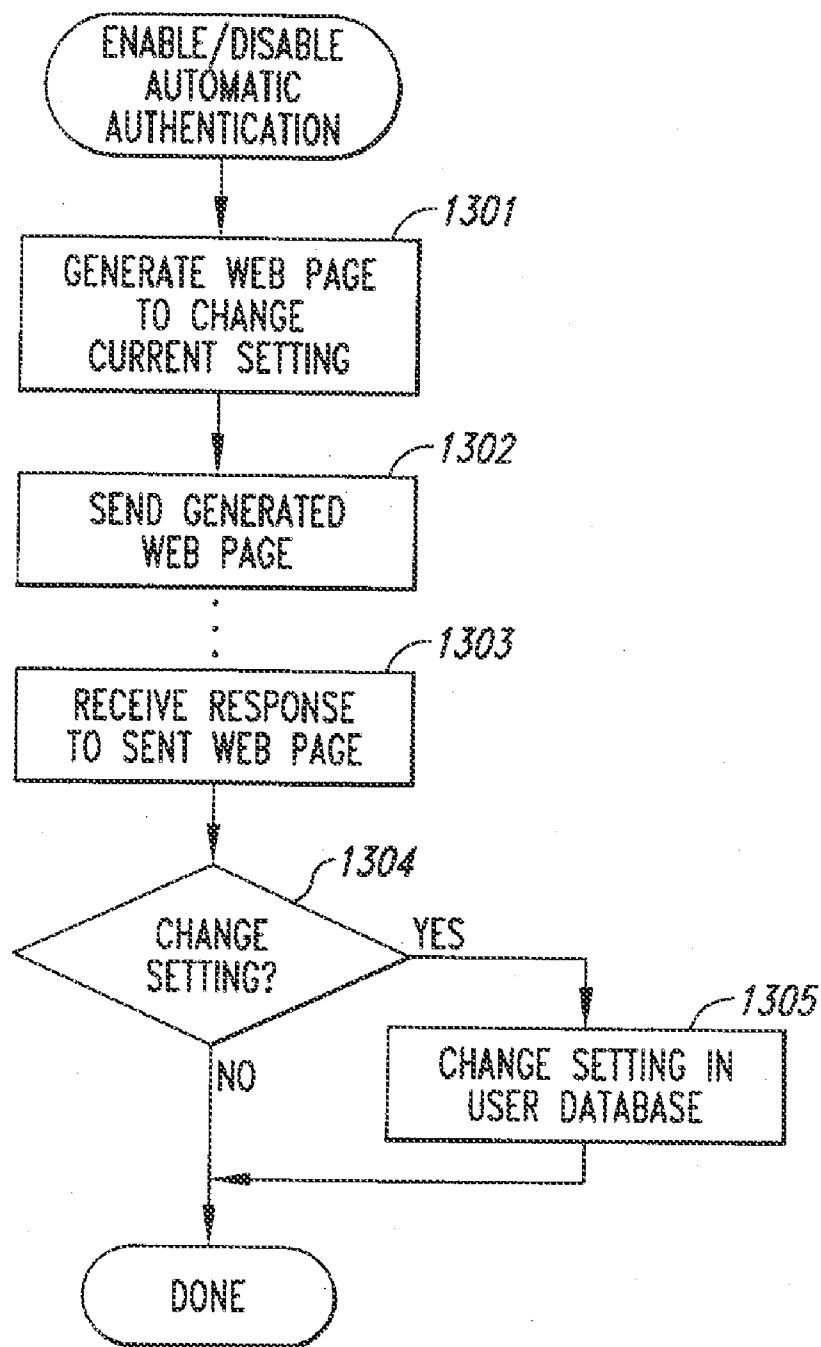 ENABLE/DISABLE
AUTOMATIC
AUTHENTICATION
1301
GENERATE WEB PAGE
TO CHANGE
CURRENT SETTING
1302
SEND GENERATED
WEB PAGE
1303
RECEIVE RESPONSE
TO SENT WEB PAGE
1304
CHANGE
SETTING?
YES
1305
CHANGE SETTING IN
USER DATABASE
NO
DONE